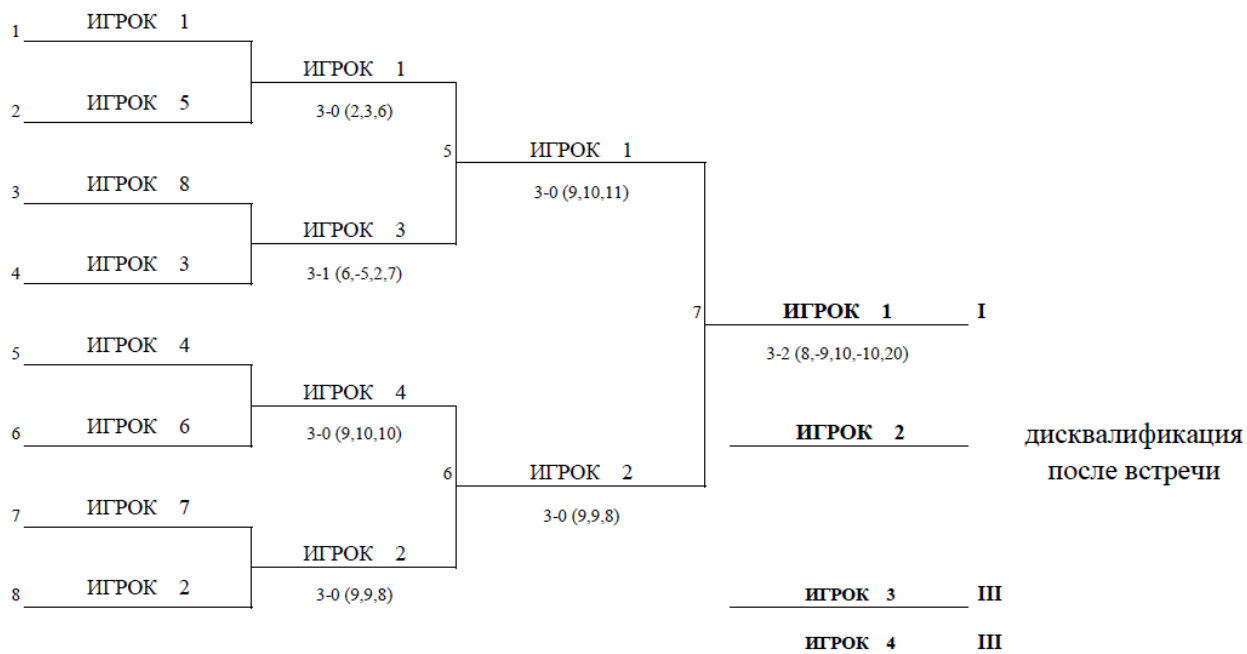 1 ИГРОК 1
ИГРОК 1
2 ИГРОК 5
3-0 (2,3,6)
5 ИГРОК 1
3 ИГРОК 8
3-0 (9,10,11)
ИГРОК 3
4 ИГРОК 3
3-1 (6,-5,2,7)
7 ИГРОК 1 I
5 ИГРОК 4
3-2 (8,-9,10,-10,20)
ИГРОК 4
6 ИГРОК 6
3-0 (9,10,10)
ИГРОК 2 дисквалификация
после встречи
6 ИГРОК 2
7 ИГРОК 7
3-0 (9,9,8)
ИГРОК 2
8 ИГРОК 2
3-0 (9,9,8)
ИГРОК 3 III
ИГРОК 4 III